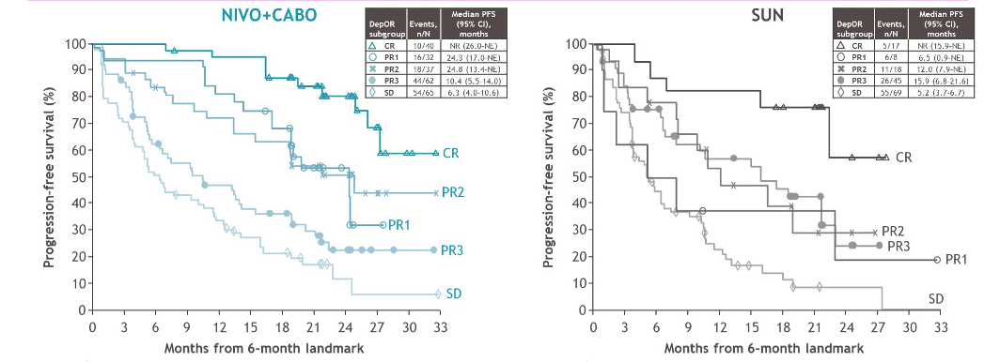 NIVO+CABO
DepOR subgroup Events, n/N Median PFS (95% CI), months
CR 10/40 NR (26.0-NE)
PR1 16/32 24.3 (17.0-NE)
PR2 18/37 24.8 (13.4-NE)
PR3 44/62 10.4 (5.5-14.0)
SD 54/65 6.3 (4.0-10.6)
Progression-free survival (%)
100
90
80
70
60
50
40
30
20
10
0
CR
PR2
PR1
PR3
SD
0 3 6 9 12 15 18 21 24 27 30 33
Months from 6-month landmark
SUN
DepOR subgroup Events, n/N Median PFS (95% CI), months
CR 5/17 NR (15.9-NE)
PR1 6/8 6.5 (0.9-NE)
PR2 11/18 12.0 (7.9-NE)
PR3 26/45 15.9 (6.8-21.6)
SD 55/69 5.2 (3.7-6.7)
Progression-free survival (%)
100
90
80
70
60
50
40
30
20
10
0
CR
PR2
PR3
PR1
SD
0 3 6 9 12 15 18 21 24 27 30 33
Months from 6-month landmark